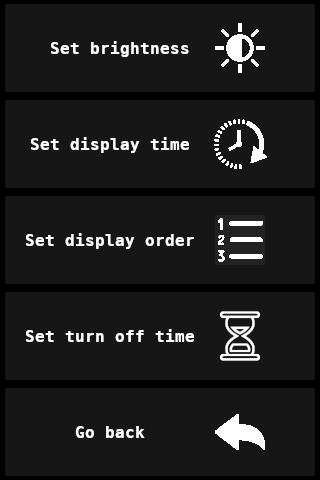 Set brightness
Set display time
Set display order
1
2
3
Set turn off time
Go back